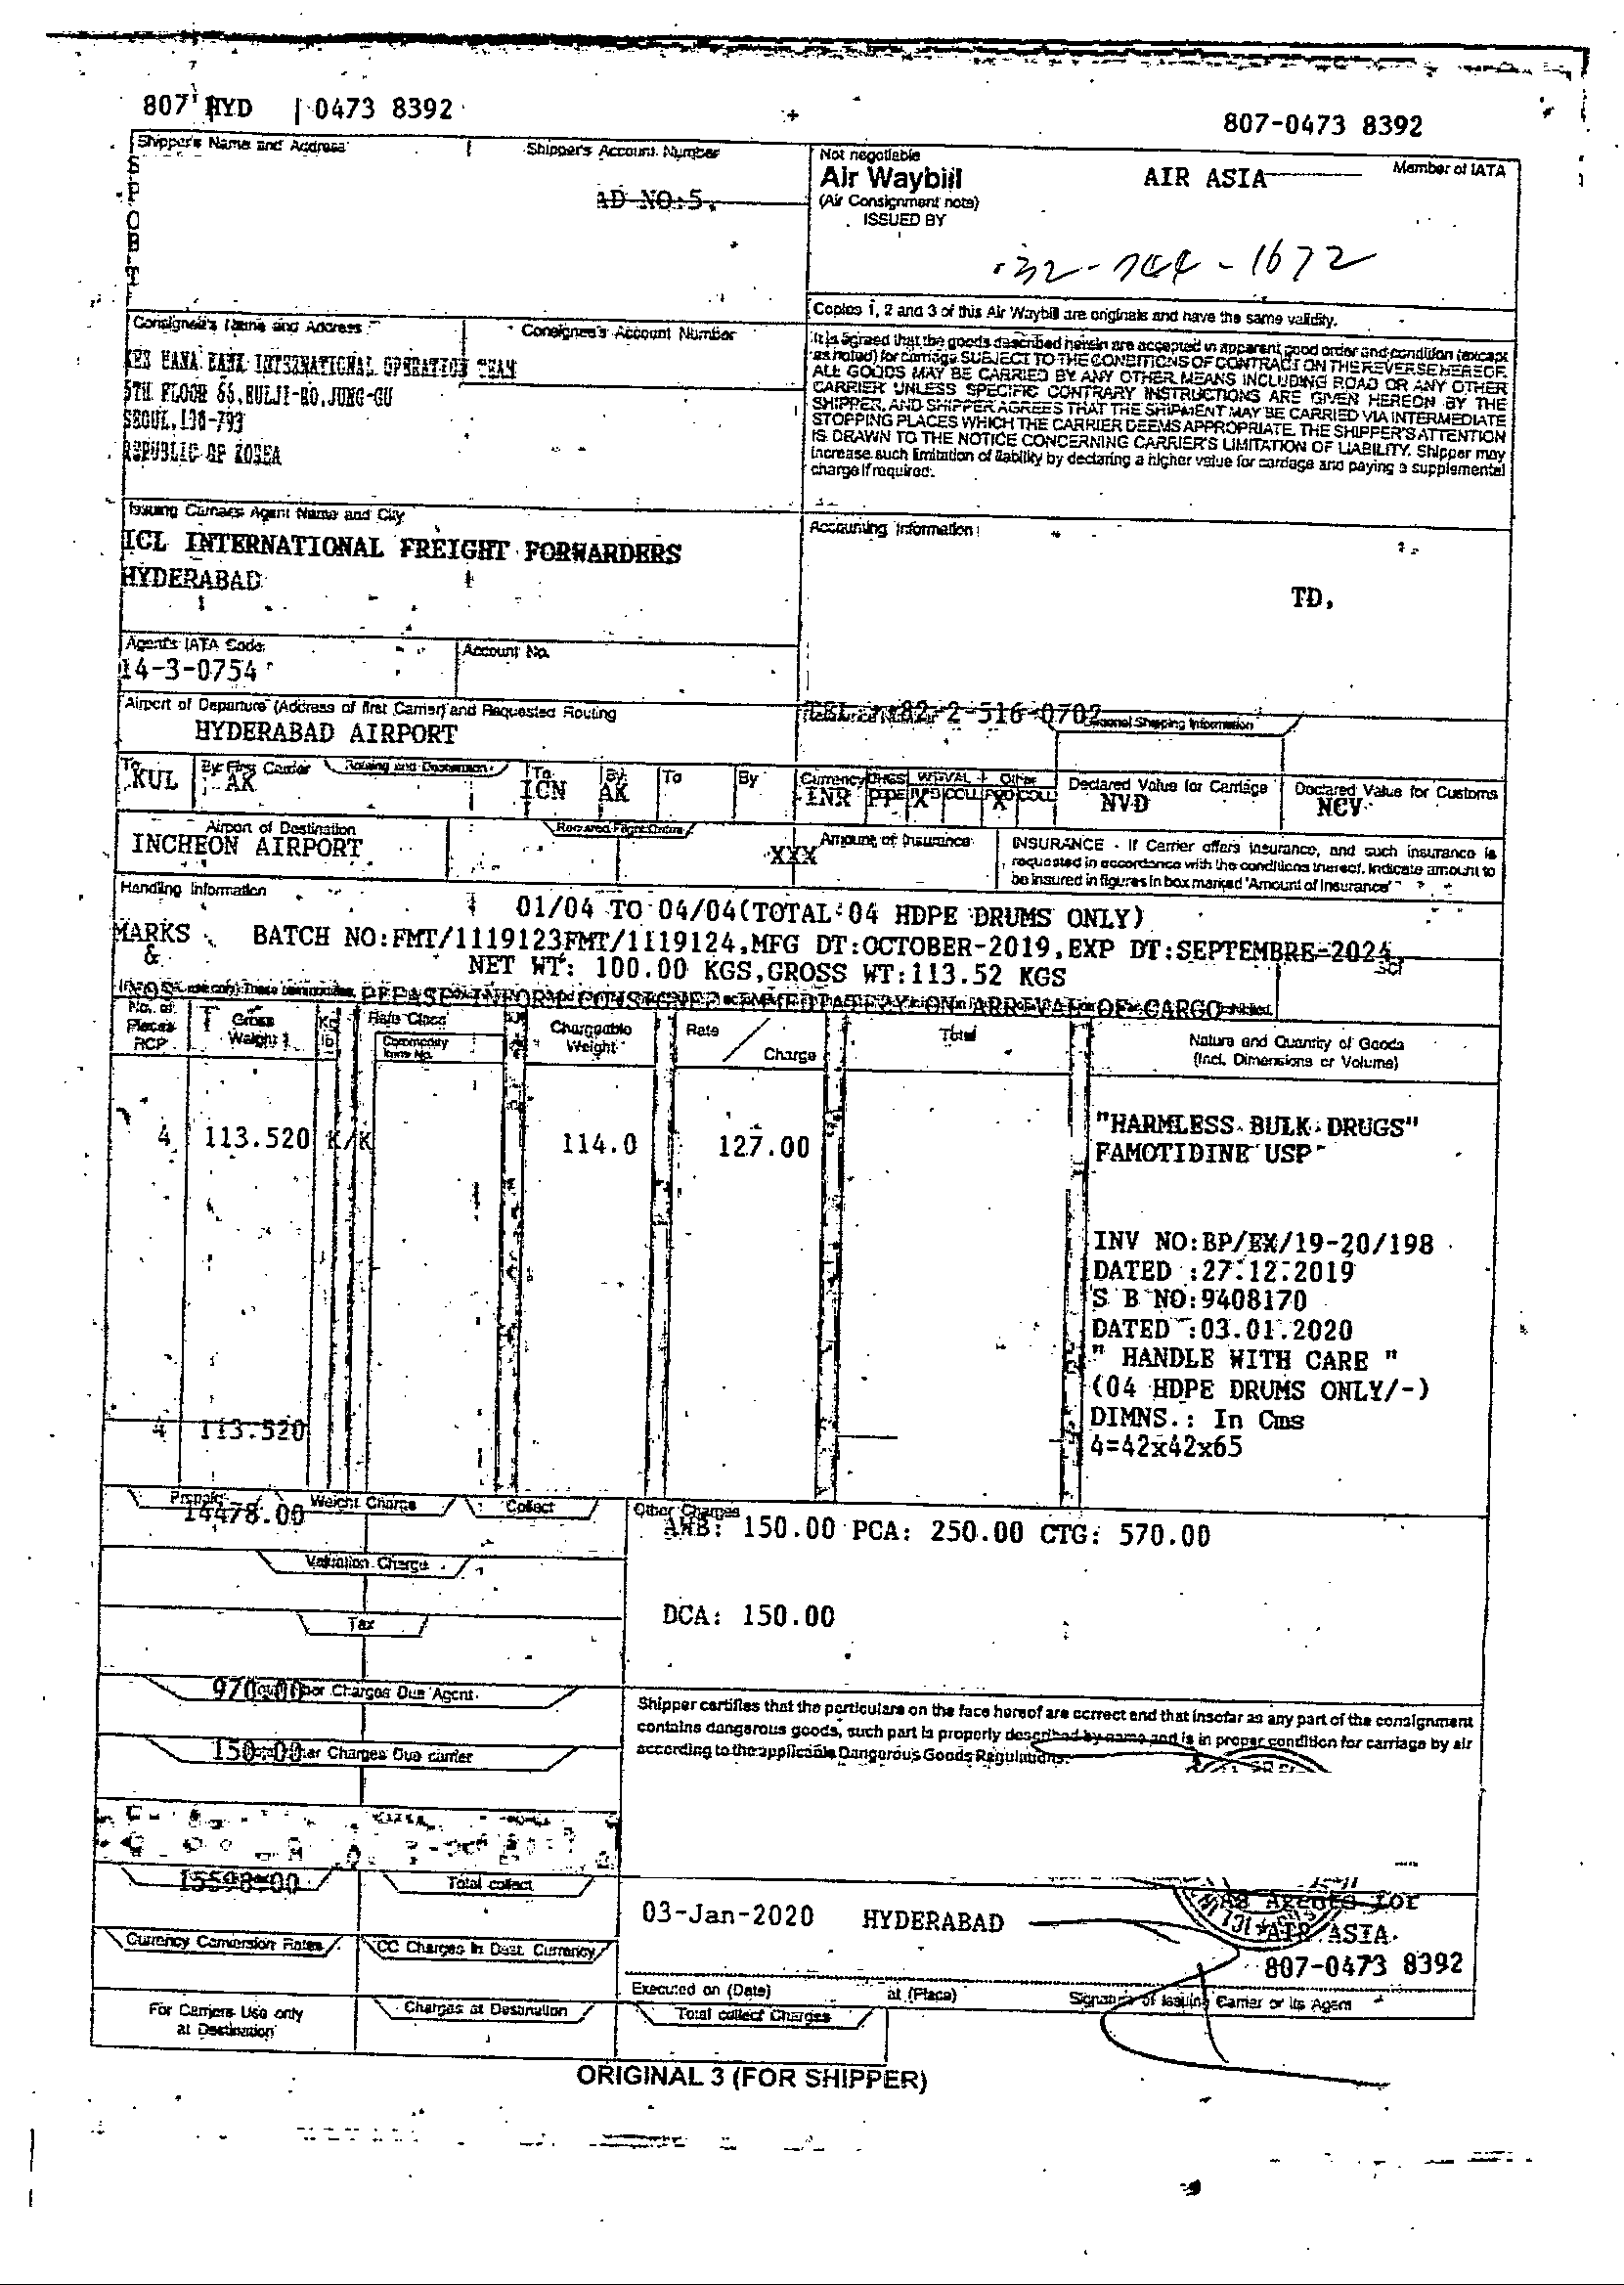 807 HYD | 0473 8392
807-0473 8392
Shipper's Name and Address
Shipper's Account Number
AD NO:5,
Not negotiable
Air Waybill
(Air Consignment note)
ISSUED BY
AIR ASIA
Member of IATA
32-744-1672
Copies 1, 2 and 3 of this Air Waybill are originals and have the same validity.
Consignee's Name and Address
Consignee's Account Number
KEB HANA BANK INTERNATIONAL OPERATION TEAM
5TH FLOOR 55, EULJI-RO, JUNG-GU
SEOUL, 138-793
REPUBLIC OF KOREA
It is agreed that the goods described herein are accepted in apparent good order and condition (except
as noted) for carriage SUBJECT TO THE CONDITIONS OF CONTRACT ON THE REVERSE HEREOF.
ALL GOODS MAY BE CARRIED BY ANY OTHER MEANS INCLUDING ROAD OR ANY OTHER
CARRIER UNLESS SPECIFIC CONTRARY INSTRUCTIONS ARE GIVEN HEREON BY THE
SHIPPER, AND SHIPPER AGREES THAT THE SHIPMENT MAY BE CARRIED VIA INTERMEDIATE
STOPPING PLACES WHICH THE CARRIER DEEMS APPROPRIATE. THE SHIPPER'S ATTENTION
IS DRAWN TO THE NOTICE CONCERNING CARRIER'S LIMITATION OF LIABILITY. Shipper may
increase such limitation of liability by declaring a higher value for carriage and paying a supplemental
charge if required.
Issuing Carriers Agent Name and City
ICL INTERNATIONAL FREIGHT FORWARDERS
HYDERABAD
Accounting Information
TD,
Agent's IATA Code
14-3-0754
Account No.
Airport of Departure (Address of first Carrier) and Requested Routing
HYDERABAD AIRPORT
82-2-516-0702
Optional Shipping Information
To KUL
By First Carrier AK
Routing and Destination
To ICN
By AK
To
By
Currency INR
CHGS PP
WT/VAL PPD X COLL
Other PPD X COLL
Declared Value for Carriage
NVD
Declared Value for Customs
NCV
Airport of Destination
INCHEON AIRPORT
Requested Flight/Date
Amount of Insurance
XXX
INSURANCE - If Carrier offers insurance, and such insurance is
requested in accordance with the conditions thereof. Indicate amount to
be insured in figures in box marked 'Amount of Insurance'
Handling Information
01/04 TO 04/04(TOTAL 04 HDPE DRUMS ONLY)
MARKS BATCH NO:FMT/1119123FMT/1119124,MFG DT:OCTOBER-2019,EXP DT:SEPTEMBRE-2024,
& NET WT: 100.00 KGS,GROSS WT:113.52 KGS
SCI
NOS PLEASE INFORM CONSIGNEE IMMEDIATELY ON ARRIVAL OF CARGO
No. of Pieces RCP
Gross Weight
Kg lb
Rate Class
Commodity Item No.
Chargeable Weight
Rate / Charge
Total
Nature and Quantity of Goods
(Incl. Dimensions or Volume)
4 113.520 K/K 114.0 127.00
"HARMLESS BULK DRUGS"
FAMOTIDINE USP
INV NO:BP/EX/19-20/198
DATED :27.12.2019
S B NO:9408170
DATED :03.01.2020
" HANDLE WITH CARE "
(04 HDPE DRUMS ONLY/-)
DIMNS.: In Cms
4=42x42x65
4 113.520
Prepaid
Weight Charge
Collect
14478.00
Other Charges
AWB: 150.00 PCA: 250.00 CTG: 570.00
Valuation Charge
DCA: 150.00
Tax
970.00
Other Charges Due Agent
Shipper certifies that the particulars on the face hereof are correct and that insofar as any part of the consignment
contains dangerous goods, such part is properly described by name and is in proper condition for carriage by air
according to the applicable Dangerous Goods Regulations.
150.00
Other Charges Due carrier
15598.00
Total collect
03-Jan-2020 HYDERABAD
As Agents for
AIR ASIA
807-0473 8392
Currency Conversion Rates
CC Charges in Dest. Currency
Executed on (Date)
at (Place)
Signature of Issuing Carrier or its Agent
For Carriers Use only
at Destination
Charges at Destination
Total collect Charges
ORIGINAL 3 (FOR SHIPPER)